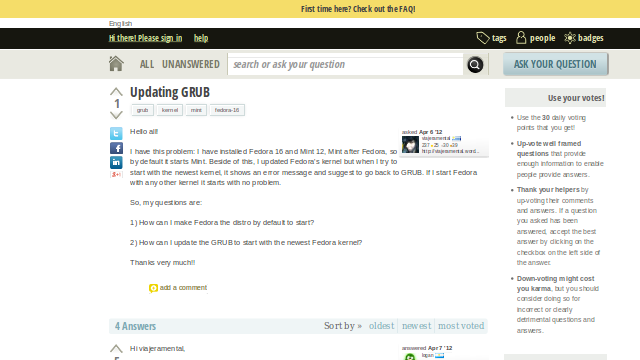 First time here? Check out the FAQ!
English
Hi there! Please sign in help
tags people badges
ALL UNANSWERED
search or ask your question
ASK YOUR QUESTION
Updating GRUB
1
grub kernel mint fedora-16
Hello all!
I have this problem: I have installed Fedora 16 and Mint 12, Mint after Fedora, so
by default it starts Mint. Beside of this, I updated Fedora's kernel but when I try to
start with the newest kernel, it shows an error message and suggest to go back to GRUB. If I start Fedora
with any other kernel it starts with no problem.
So, my questions are:
1) How can I make Fedora the distro by default to start?
2) How can I update the GRUB to start with the newest Fedora kernel?
Thanks very much!!
add a comment
asked Apr 6 '12
viajeramental
http://viajeramental.word...
4 Answers
Sort by » oldest newest most voted
Hi viajeramental,
answered Apr 7 '12
Your votes!
Use the 30 daily voting
points that you get!
Up-vote well framed
questions that provide
enough information to enable
people provide answers.
Thank your helpers by
up-voting their comments
and answers. If a question
you asked has been
answered, accept the best
answer by clicking on the
checkbox on the left side of
the answer.
Down-voting might cost
you karma, but you should
consider doing so for
incorrect or clearly
detrimental questions and
answers.